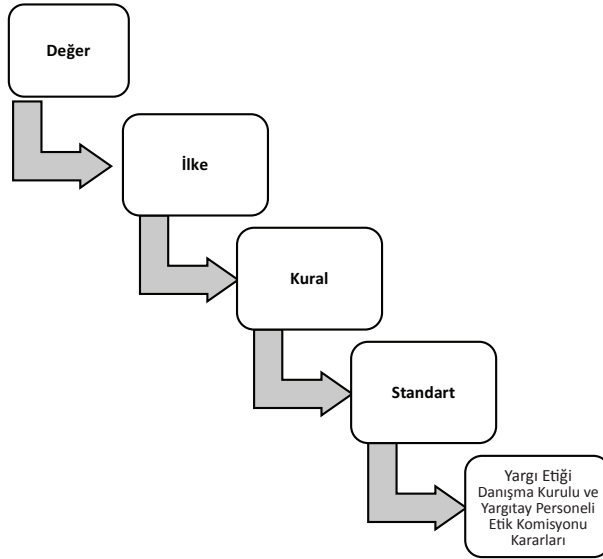 Değer
İlke
Kural
Standart
Yargı Etiği
Danışma Kurulu ve
Yargıtay Personeli
Etik Komisyonu
Kararları